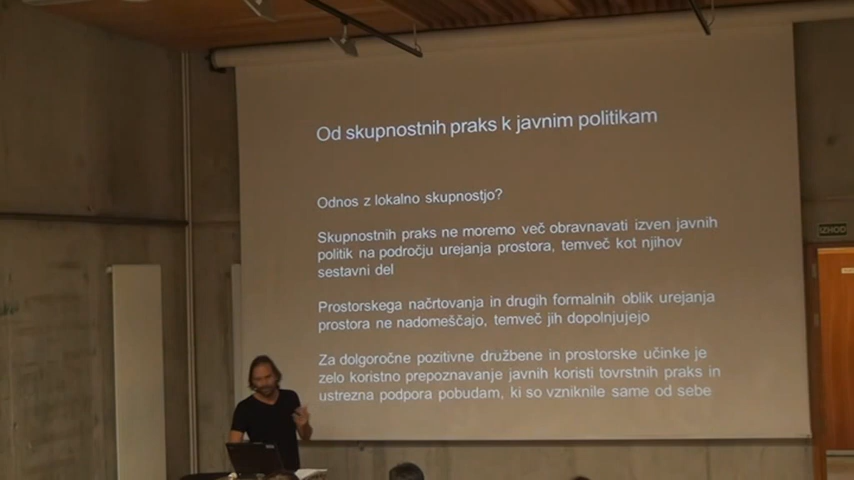 Od skupnostnih praks k javnim politikam
Odnos z lokalno skupnostjo?
Skupnostnih praks ne moremo več obravnavati izven javnih
politik na področju urejanja prostora, temveč kot njihov
sestavni del
Prostorskega načrtovanja in drugih formalnih oblik urejanja
prostora ne nadomeščajo, temveč jih dopolnjujejo
Za dolgoročne pozitivne družbene in prostorske učinke je
zelo koristno prepoznavanje javnih koristi tovrstnih praks in
ustrezna podpora pobudam, ki so vzniknile same od sebe
IZHOD